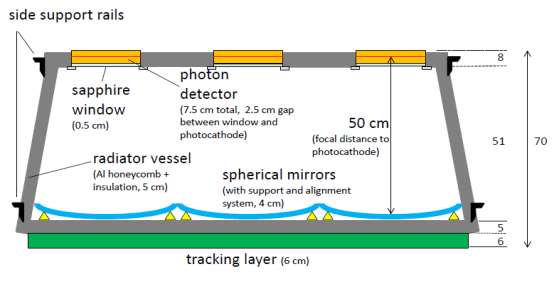 side support rails
8
photon
detector
(7.5 cm total,  2.5 cm gap
between window and
photocathode)
sapphire
window
(0.5 cm)
50 cm
(focal distance to
photocathode)
51
70
radiator vessel
(Al honeycomb +
insulation, 5 cm)
spherical mirrors
(with support and alignment
system, 4 cm)
5
6
tracking layer (6 cm)